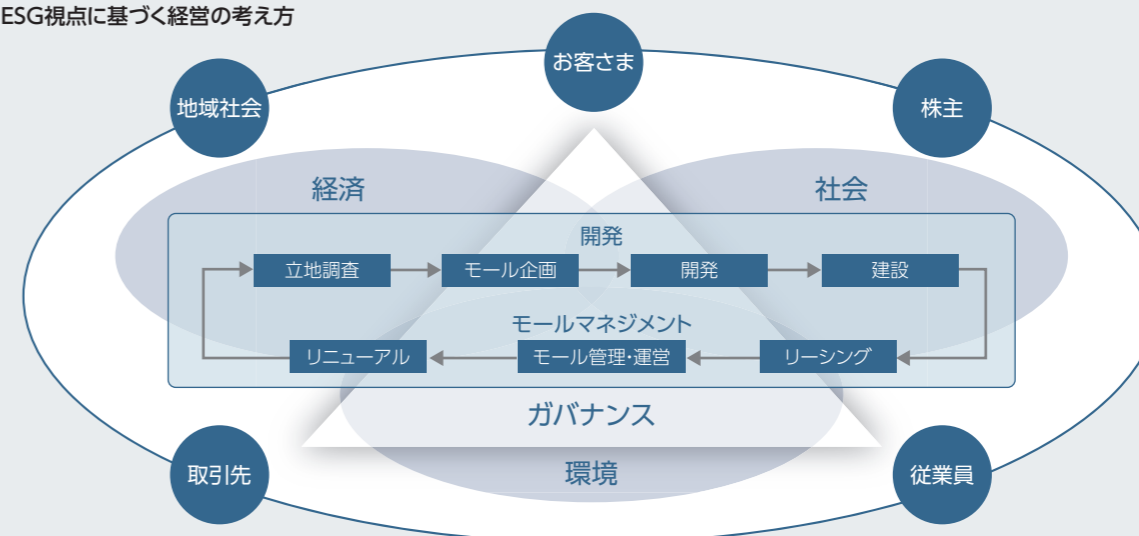 ESG視点に基づく経営の考え方
お客さま
地域社会
株主
経済
社会
開発
立地調査
モール企画
開発
建設
モールマネジメント
リニューアル
モール管理・運営
リーシング
ガバナンス
環境
取引先
従業員